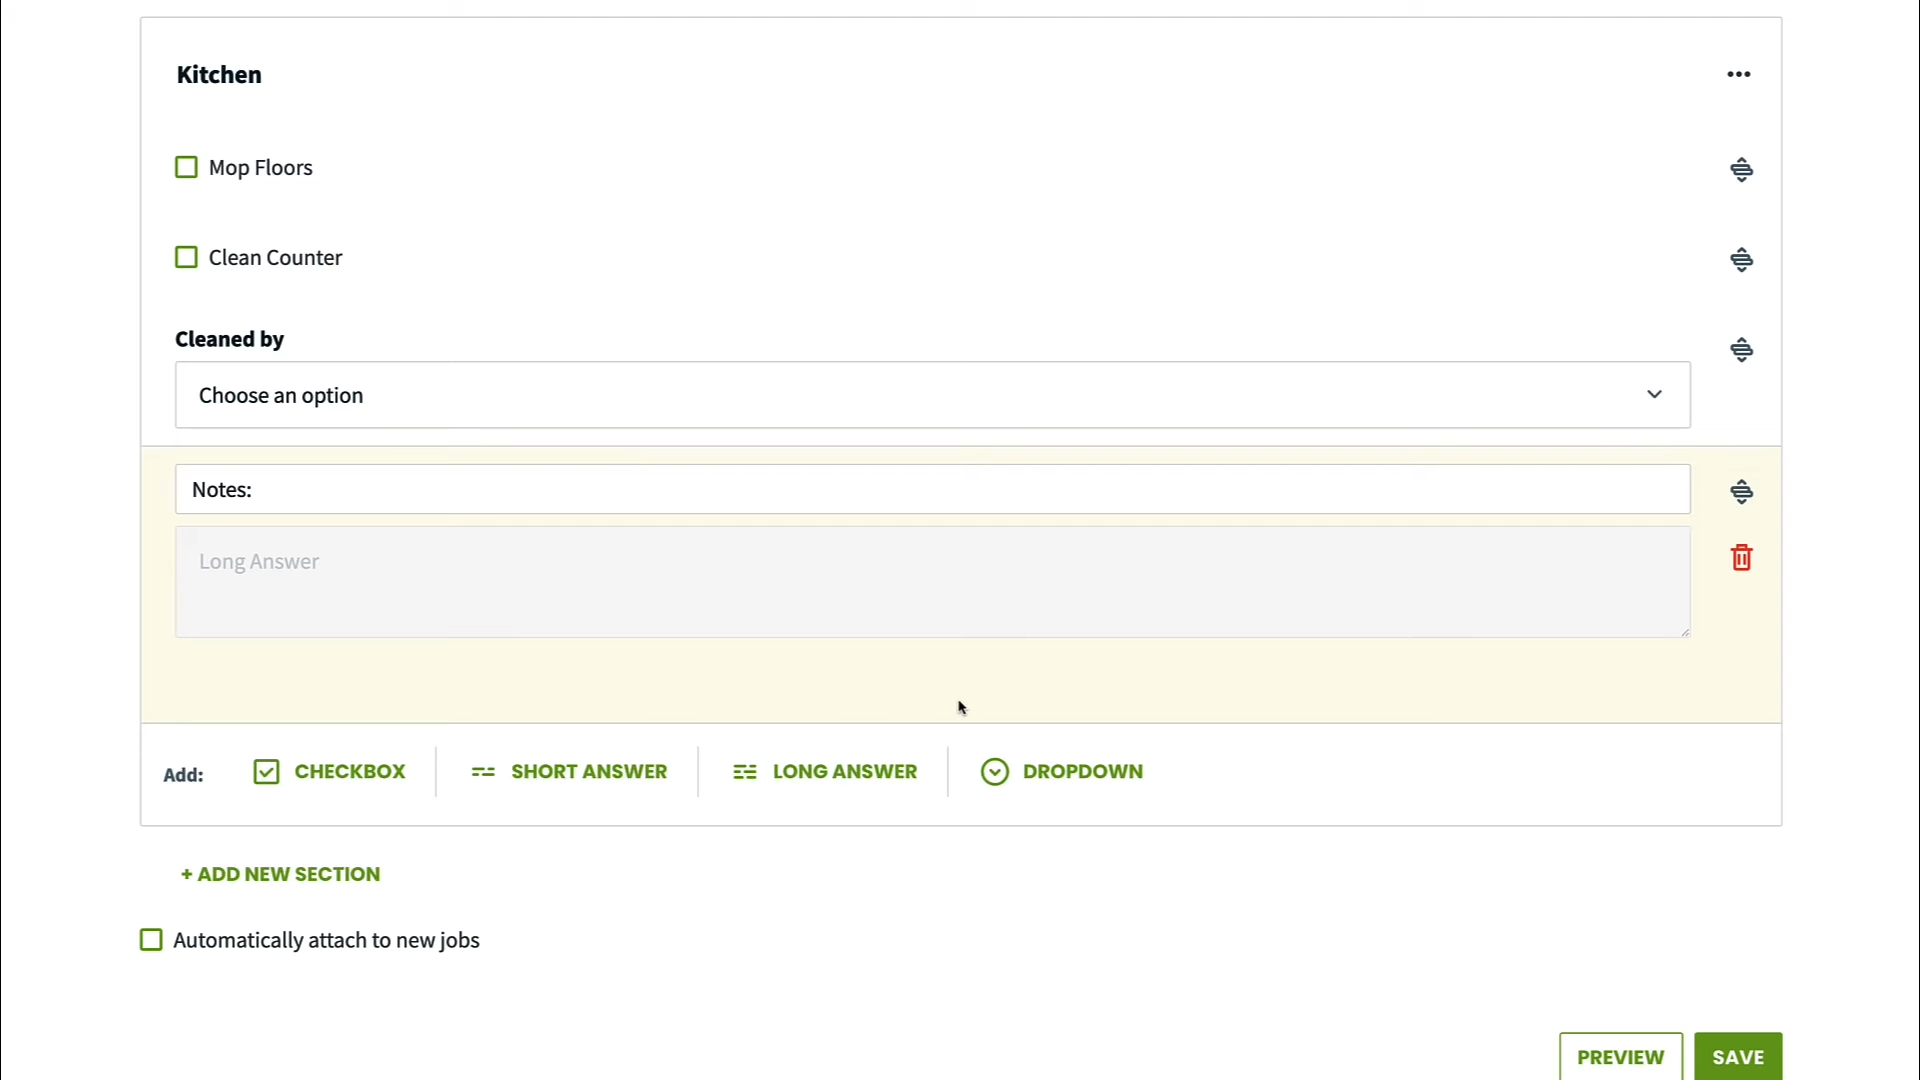 Kitchen
Mop Floors
Clean Counter
Cleaned by
Choose an option
Notes:
Long Answer
Add: CHECKBOX SHORT ANSWER LONG ANSWER DROPDOWN
+ ADD NEW SECTION
Automatically attach to new jobs
PREVIEW SAVE